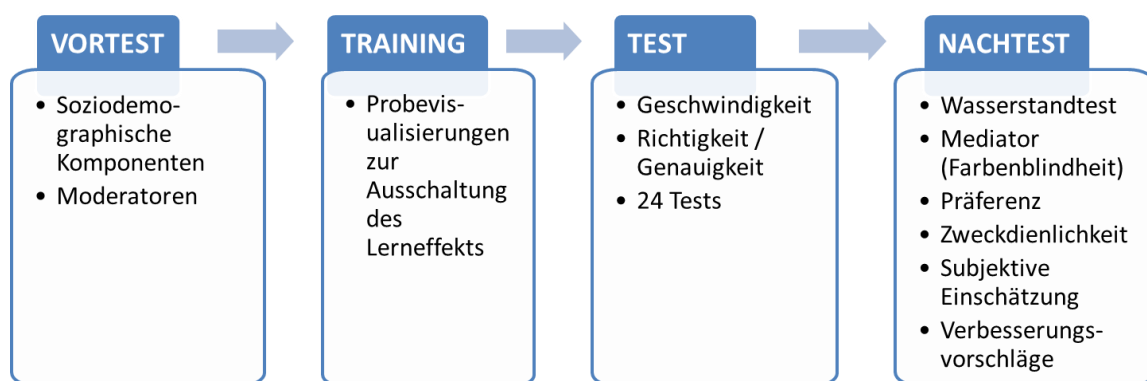 VORTEST
• Soziodemo-
ographische
Komponenten
• Moderatoren
TRAINING
• Probevis-
ualisierungen
zur
Ausschaltung
des
Lerneffekts
TEST
• Geschwindigkeit
• Richtigkeit /
Genauigkeit
• 24 Tests
NACHTEST
• Wasserstandtest
• Mediator
(Farbenblindheit)
• Präferenz
• Zweckdienlichkeit
• Subjektive
Einschätzung
• Verbesserungs-
vorschläge